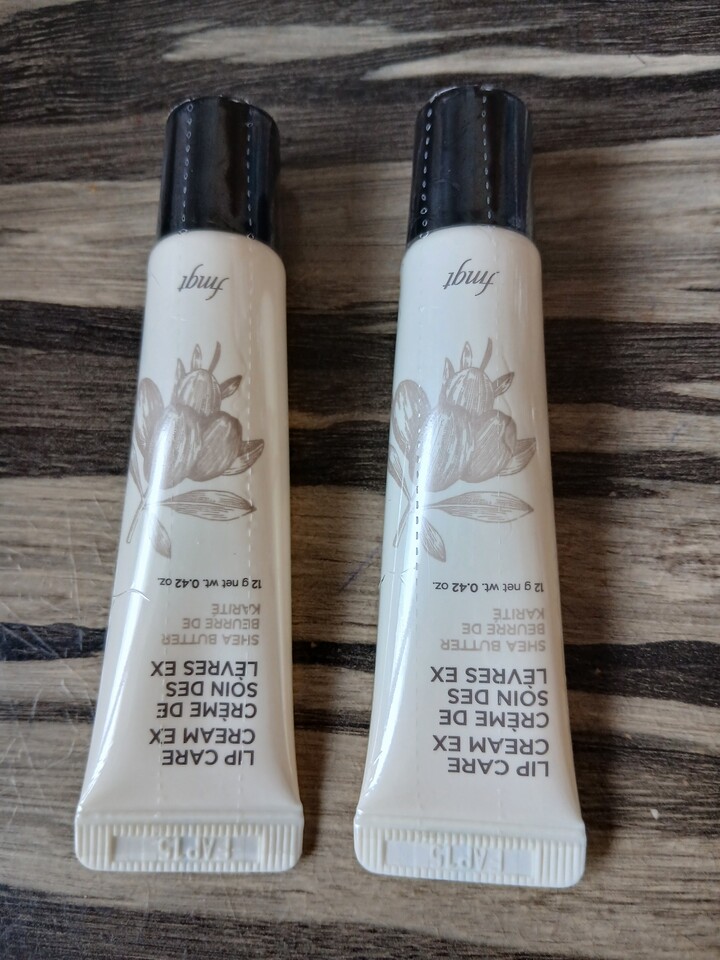 LIP CARE
CREAM EX
CRÈME DE
SOIN DES
LÈVRES EX
SHEA BUTTER
BEURRE DE
KARITÉ
12 g net wt. 0.42 oz.
fmgt
LIP CARE
CREAM EX
CRÈME DE
SOIN DES
LÈVRES EX
SHEA BUTTER
BEURRE DE
KARITÉ
12 g net wt. 0.42 oz.
fmgt